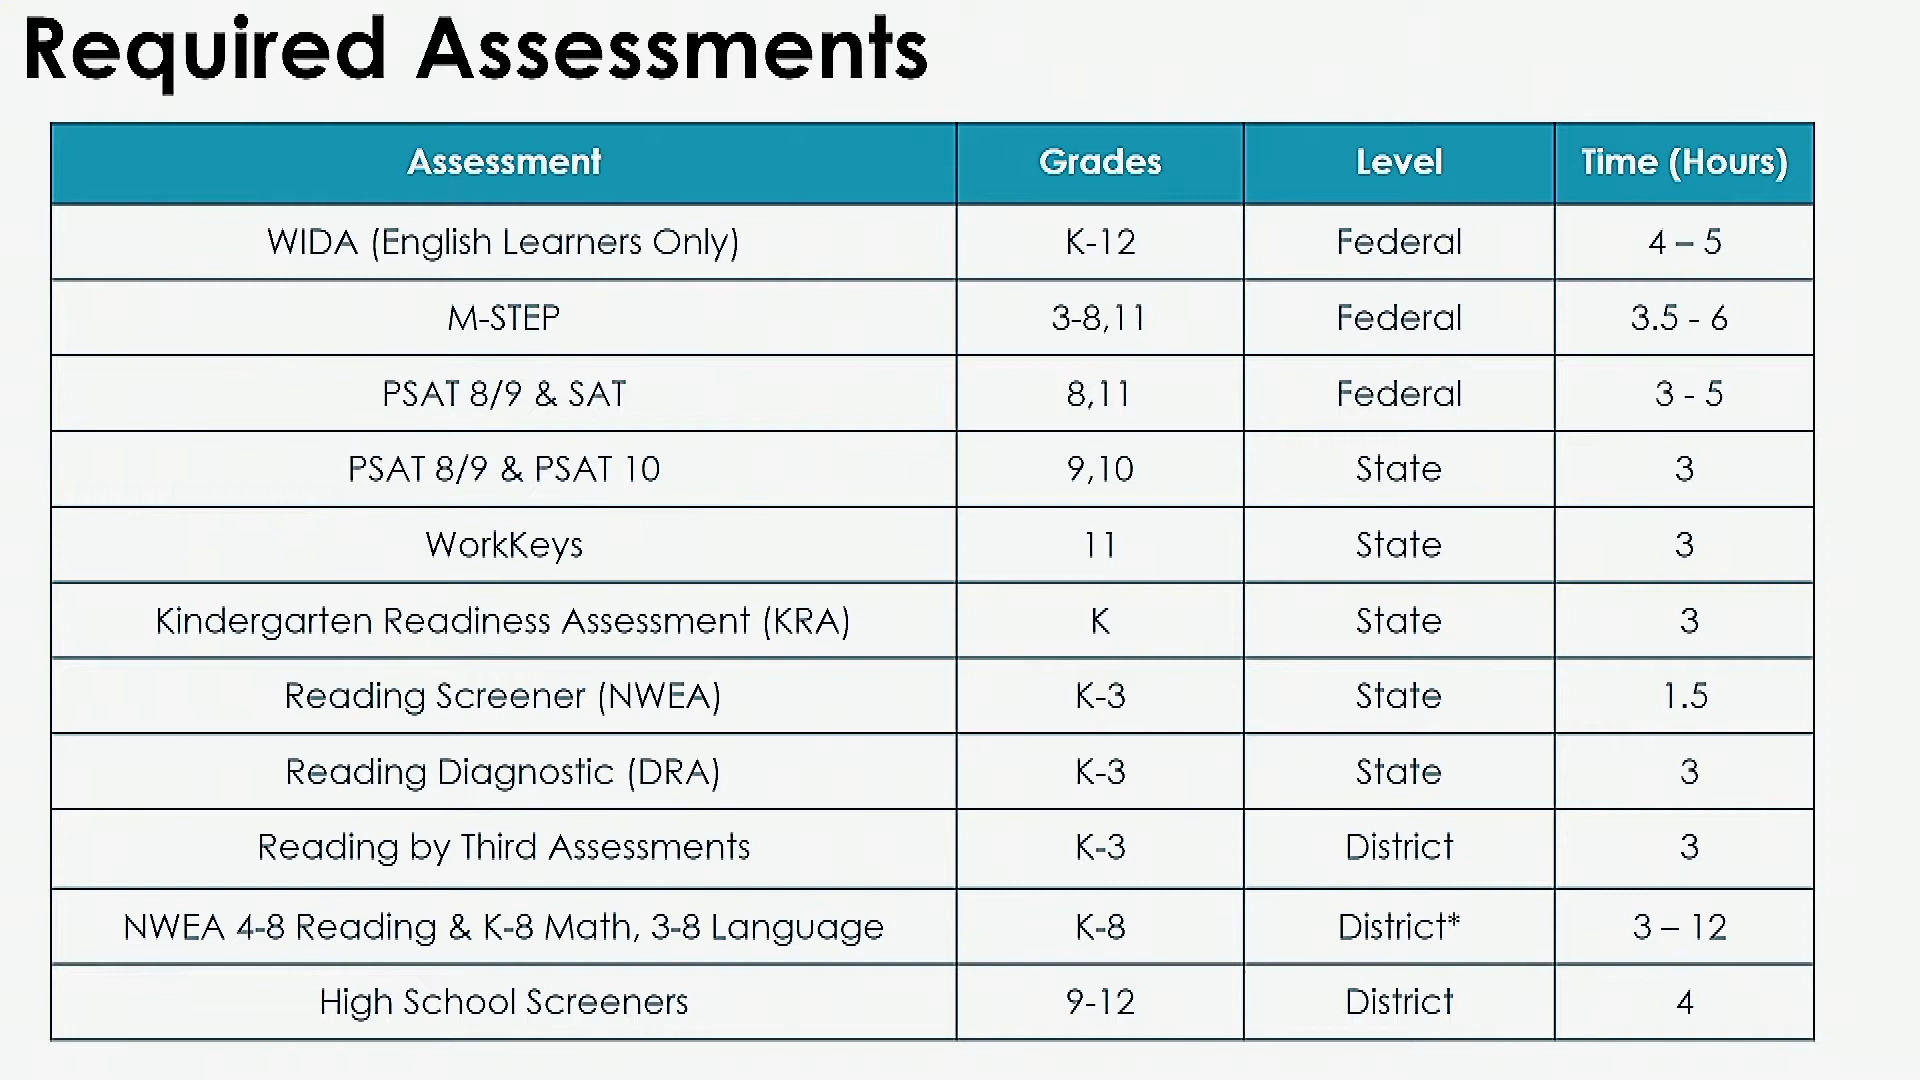 Required Assessments
Assessment Grades Level Time (Hours)
WIDA (English Learners Only) K-12 Federal 4 – 5
M-STEP 3-8,11 Federal 3.5 - 6
PSAT 8/9 & SAT 8,11 Federal 3 - 5
PSAT 8/9 & PSAT 10 9,10 State 3
WorkKeys 11 State 3
Kindergarten Readiness Assessment (KRA) K State 3
Reading Screener (NWEA) K-3 State 1.5
Reading Diagnostic (DRA) K-3 State 3
Reading by Third Assessments K-3 District 3
NWEA 4-8 Reading & K-8 Math, 3-8 Language K-8 District* 3 – 12
High School Screeners 9-12 District 4